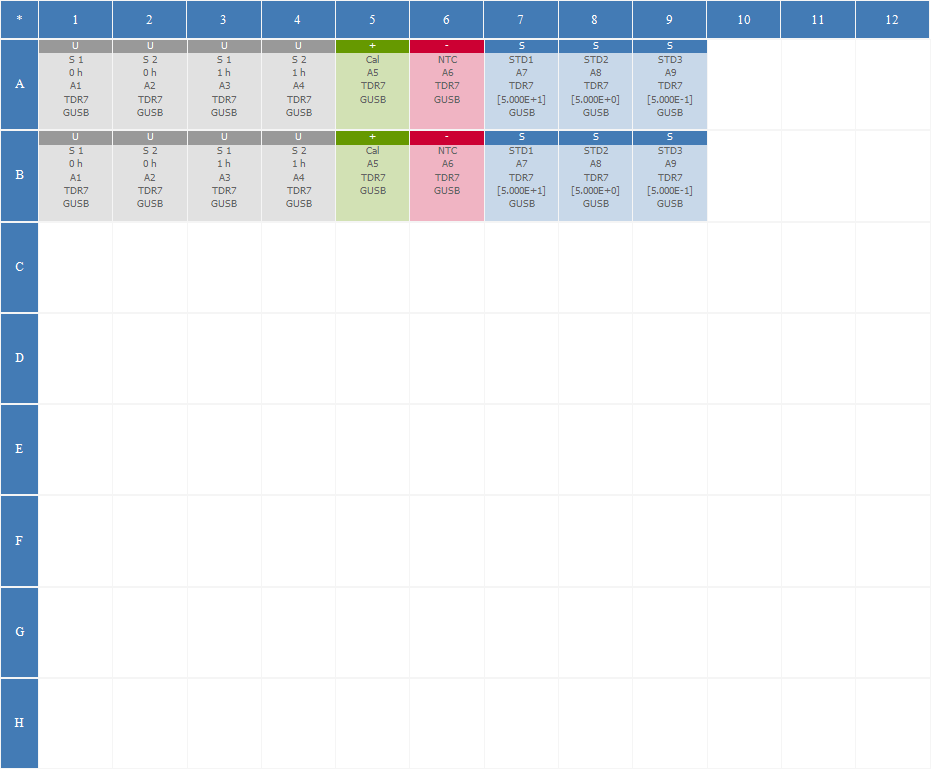 * 1 2 3 4 5 6 7 8 9 10 11 12
A
U U U U + - S S S
S 1 S 2 S 1 S 2 Cal NTC STD1 STD2 STD3
0 h 0 h 1 h 1 h A5 A6 A7 A8 A9
A1 A2 A3 A4 TDR7 TDR7 TDR7 TDR7 TDR7
TDR7 TDR7 TDR7 TDR7 GUSB GUSB [5.000E+1] [5.000E+0] [5.000E-1]
GUSB GUSB GUSB GUSB GUSB GUSB GUSB
B
U U U U + - S S S
S 1 S 2 S 1 S 2 Cal NTC STD1 STD2 STD3
0 h 0 h 1 h 1 h A5 A6 A7 A8 A9
A1 A2 A3 A4 TDR7 TDR7 TDR7 TDR7 TDR7
TDR7 TDR7 TDR7 TDR7 GUSB GUSB [5.000E+1] [5.000E+0] [5.000E-1]
GUSB GUSB GUSB GUSB GUSB GUSB GUSB
C
D
E
F
G
H